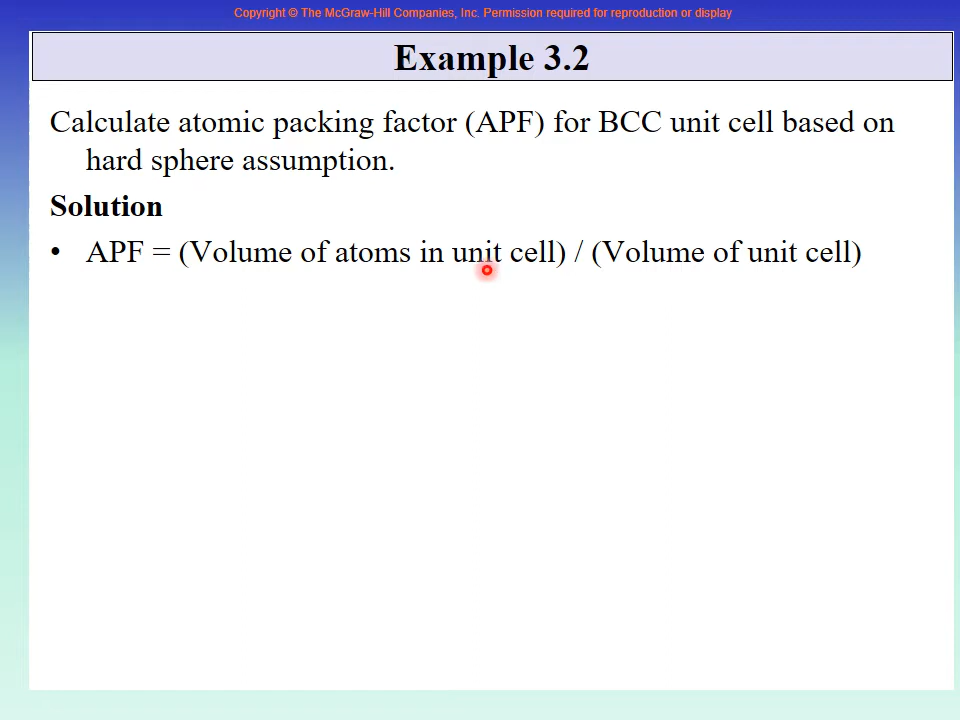 Copyright © The McGraw-Hill Companies, Inc. Permission required for reproduction or display
Example 3.2
Calculate atomic packing factor (APF) for BCC unit cell based on
hard sphere assumption.
Solution
• APF = (Volume of atoms in unit cell) / (Volume of unit cell)